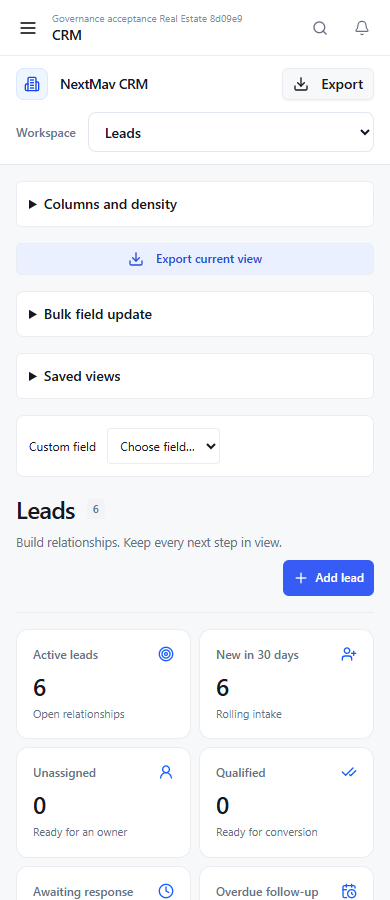 Governance acceptance Real Estate 8d09e9
CRM
NextMav CRM
Export
Workspace
Leads
Columns and density
Export current view
Bulk field update
Saved views
Custom field
Choose field...
Leads 6
Build relationships. Keep every next step in view.
Add lead
Active leads
6
Open relationships
New in 30 days
6
Rolling intake
Unassigned
0
Ready for an owner
Qualified
0
Ready for conversion
Awaiting response
Overdue follow-up